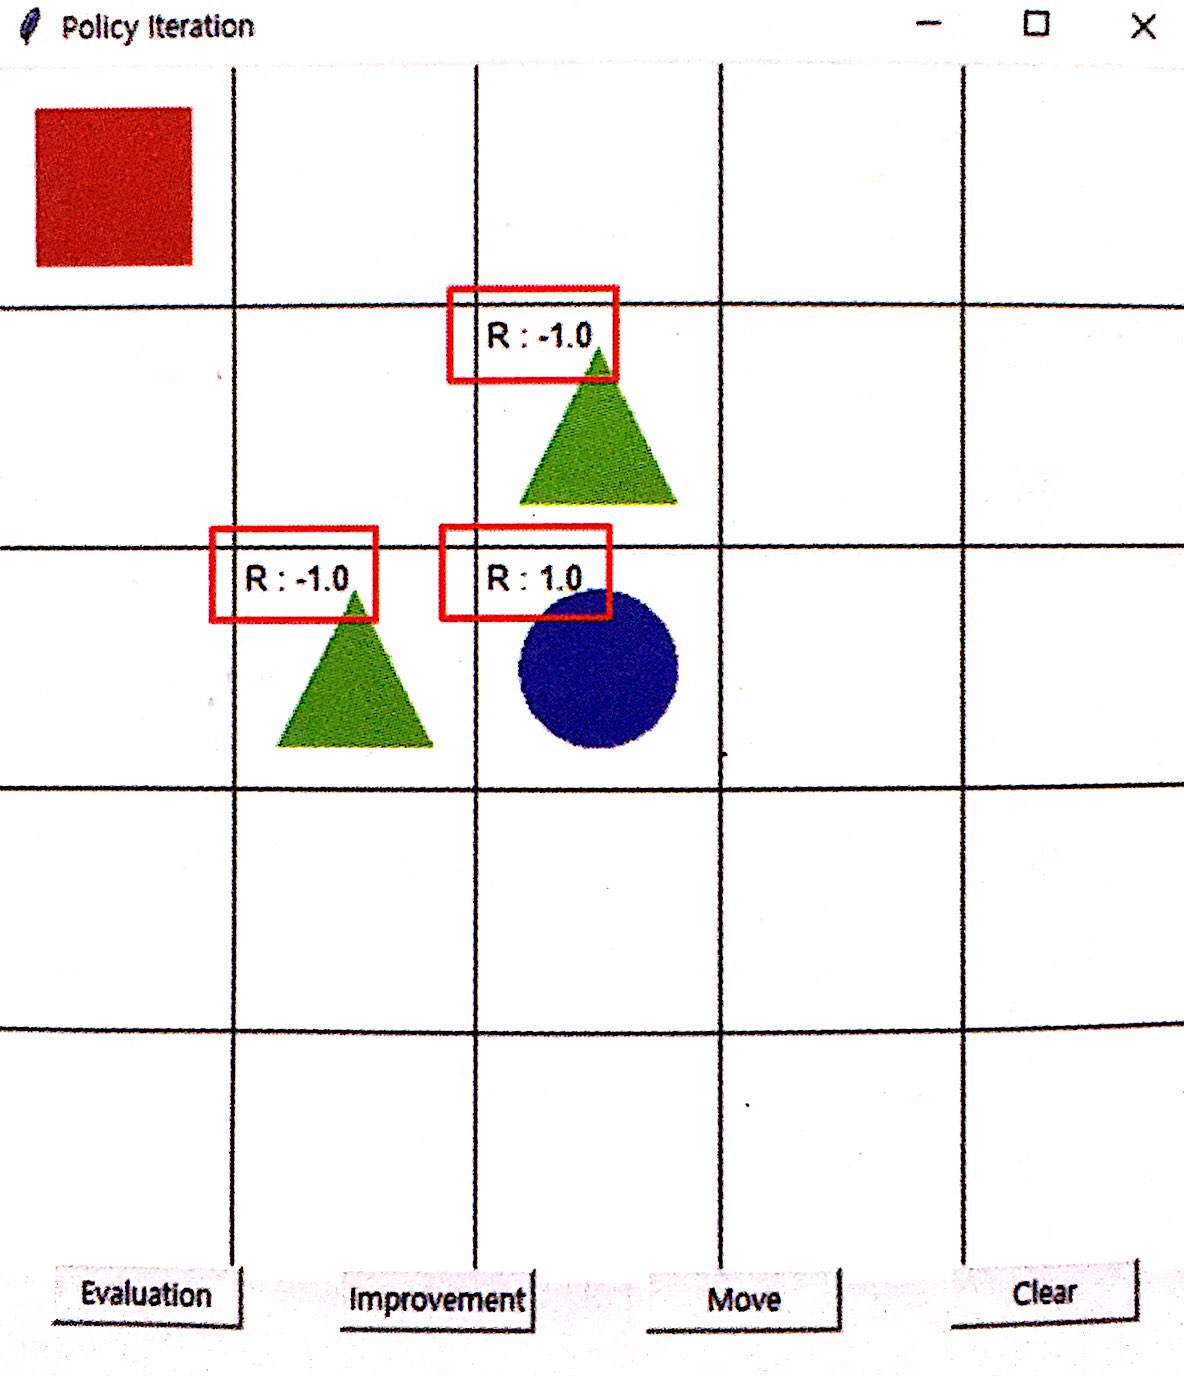 Policy Iteration
R : -1.0
R : -1.0
R : 1.0
Evaluation
Improvement
Move
Clear